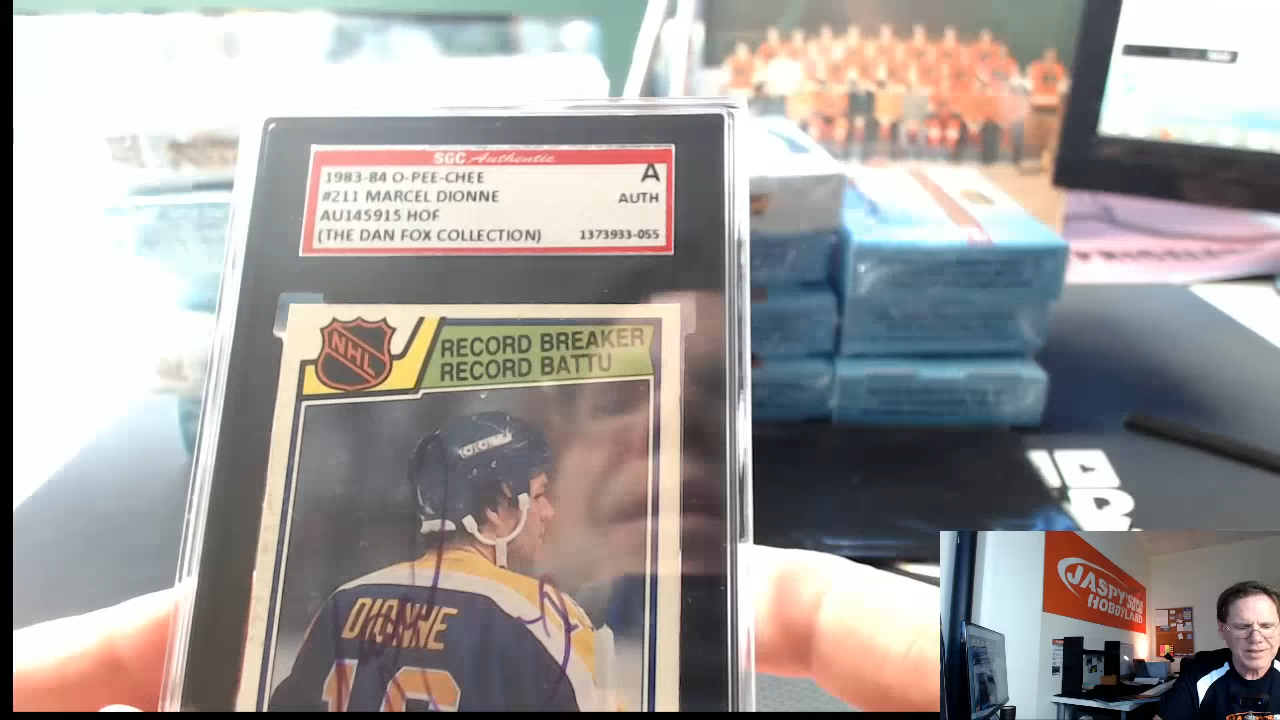 SGC Authentic
1983-84 O-PEE-CHEE
#211 MARCEL DIONNE
AU145915 HOF
(THE DAN FOX COLLECTION)
A
AUTH
1373933-055
NHL
RECORD BREAKER
RECORD BATTU
DIONNE
16
JASPY'S
HOBBYLAND